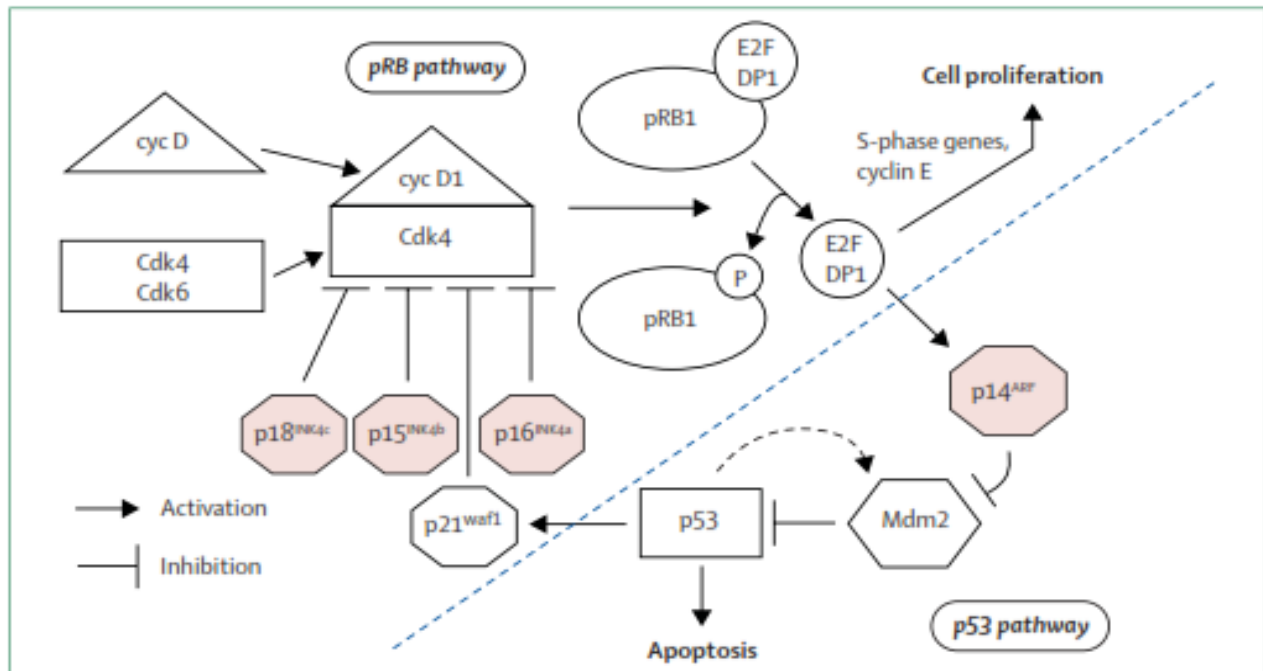 pRB pathway
E2F
DP1
Cell proliferation
cyc D
pRB1
S-phase genes,
cyclin E
cyc D1
Cdk4
Cdk4
Cdk6
E2F
DP1
P
pRB1
p14ARF
p18INK4c
p15INK4b
p16INK4a
Activation
p21waf1
p53
Mdm2
Inhibition
Apoptosis
p53 pathway